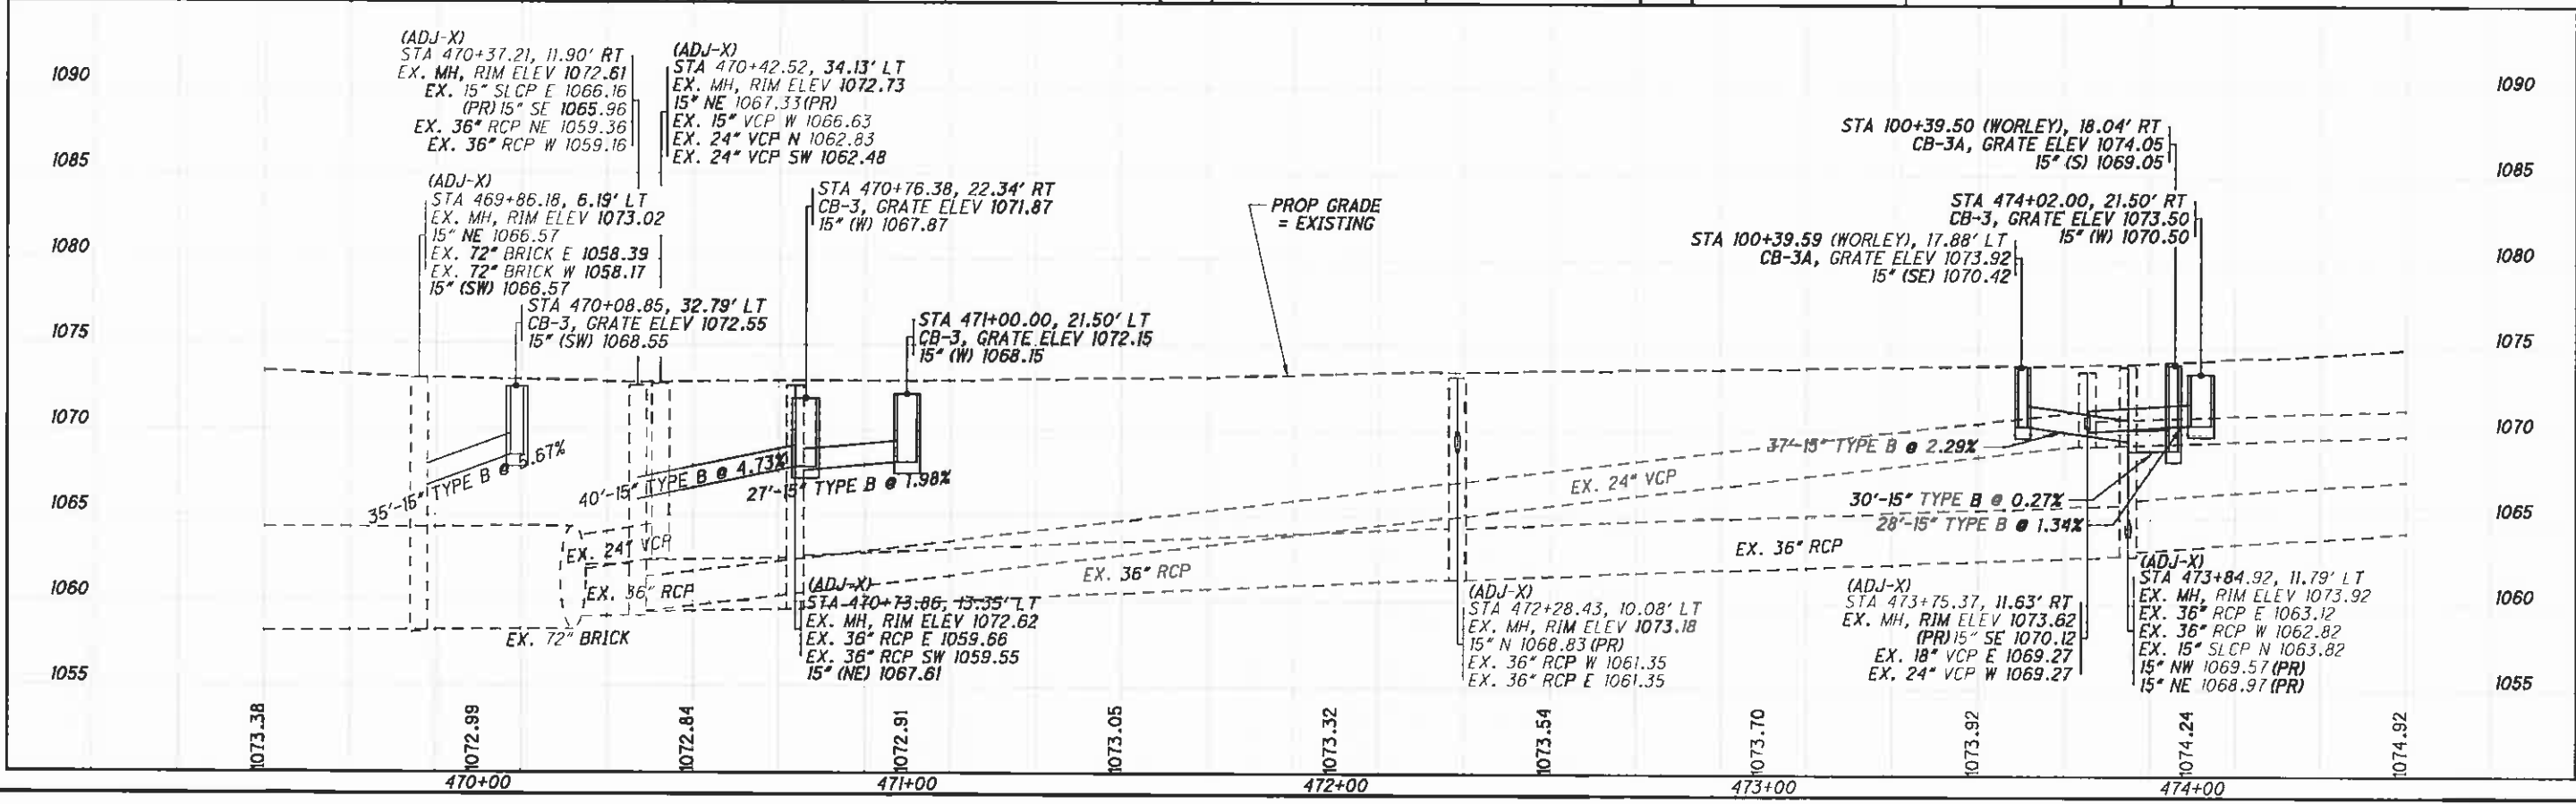 (ADJ-X)
STA 470+37.21, 11.90' RT
EX. MH, RIM ELEV 1072.61
EX. 15" SLCP E 1066.16
(PR) 15" SE 1065.96
EX. 36" RCP NE 1059.36
EX. 36" RCP W 1059.16
(ADJ-X)
STA 470+42.52, 34.13' LT
EX. MH, RIM ELEV 1072.73
15" NE 1067.33(PR)
EX. 15" VCP W 1066.63
EX. 24" VCP N 1062.83
EX. 24" VCP SW 1062.48
(ADJ-X)
STA 469+86.18, 6.19' LT
EX. MH, RIM ELEV 1073.02
15" NE 1066.57
EX. 72" BRICK E 1058.39
EX. 72" BRICK W 1058.17
15" (SW) 1066.57
STA 470+08.85, 32.79' LT
CB-3, GRATE ELEV 1072.55
15" (SW) 1068.55
STA 470+76.38, 22.34' RT
CB-3, GRATE ELEV 1071.87
15" (W) 1067.87
STA 471+00.00, 21.50' LT
CB-3, GRATE ELEV 1072.15
15" (W) 1068.15
PROP GRADE
= EXISTING
STA 100+39.50 (WORLEY), 18.04' RT
CB-3A, GRATE ELEV 1074.05
15" (S) 1069.05
STA 474+02.00, 21.50' RT
CB-3, GRATE ELEV 1073.50
15" (W) 1070.50
STA 100+39.59 (WORLEY), 17.88' LT
CB-3A, GRATE ELEV 1073.92
15" (SE) 1070.42
1090
1085
1080
1075
1070
1065
1060
1055
1090
1085
1080
1075
1070
1065
1060
1055
35'-15" TYPE B @ 5.67%
40'-15" TYPE B @ 4.73%
27'-15" TYPE B @ 1.98%
37'-15" TYPE B @ 2.29%
30'-15" TYPE B @ 0.27%
28'-15" TYPE B @ 1.34%
EX. 24" VCP
EX. 36" RCP
EX. 72" BRICK
EX. 36" RCP
EX. 24" VCP
EX. 36" RCP
(ADJ-X)
STA 470+73.86, 13.35' LT
EX. MH, RIM ELEV 1072.62
EX. 36" RCP E 1059.66
EX. 36" RCP SW 1059.55
15" (NE) 1067.61
(ADJ-X)
STA 472+28.43, 10.08' LT
EX. MH, RIM ELEV 1073.18
15" N 1068.83 (PR)
EX. 36" RCP W 1061.35
EX. 36" RCP E 1061.35
(ADJ-X)
STA 473+75.37, 11.63' RT
EX. MH, RIM ELEV 1073.62
(PR) 15" SE 1070.12
EX. 18" VCP E 1069.27
EX. 24" VCP W 1069.27
(ADJ-X)
STA 473+84.92, 11.79' LT
EX. MH, RIM ELEV 1073.92
EX. 36" RCP E 1063.12
EX. 36" RCP W 1062.82
EX. 15" SLCP N 1063.82
15" NW 1069.57 (PR)
15" NE 1068.97 (PR)
1073.38
1072.99
1072.84
1072.91
1073.05
1073.32
1073.54
1073.70
1073.92
1074.24
1074.92
470+00
471+00
472+00
473+00
474+00